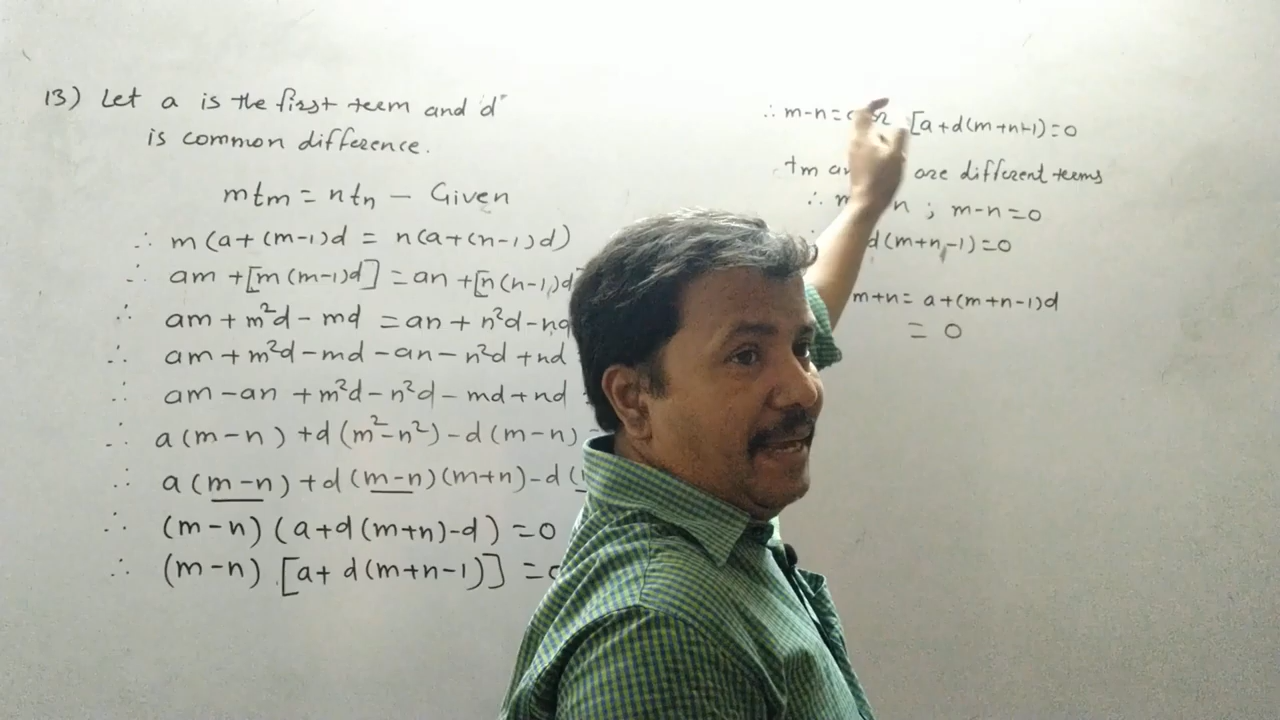 13) Let a is the first term and d
is common difference.
mtm = ntn - Given
∴ m(a+(m-1)d = n(a+(n-1)d)
∴ am + [m(m-1)d] = an + [n(n-1)d
∴ am + m²d - md = an + n²d - nd
∴ am + m²d - md - an - n²d + nd
∴ am - an + m²d - n²d - md + nd
∴ a(m-n) + d(m²-n²) - d(m-n)
∴ a(m-n) + d(m-n)(m+n) - d(
∴ (m-n) (a+d(m+n)-d) = 0
∴ (m-n) [a+ d(m+n-1)] = 0
∴ m-n = [a+d(m+n-1)=0
tm are different terms
∴ m n ; m-n=0
d(m+n-1)=0
m+n = a+(m+n-1)d
= 0